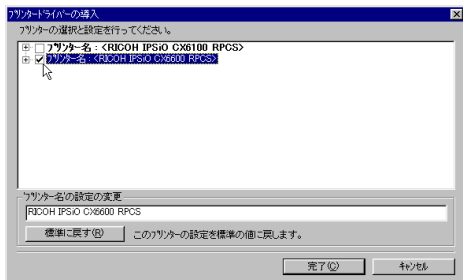 プリンタードライバーの導入
プリンターの選択と設定を行ってください。
プリンター名 : <RICOH IPSiO CX6100 RPCS>
プリンター名 : <RICOH IPSiO CX6600 RPCS>
'プリンター名'の設定の変更
RICOH IPSiO CX6600 RPCS
標準に戻す(R) このプリンターの設定を標準の値に戻します。
完了(C) キャンセル